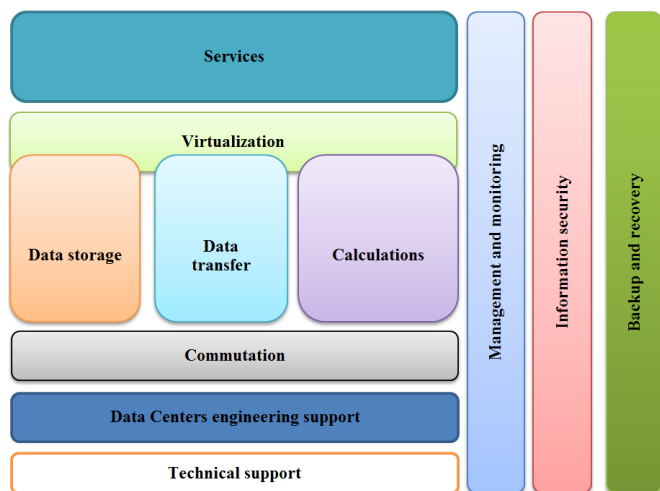 Services
Virtualization
Data storage
Data
transfer
Calculations
Commutation
Data Centers engineering support
Technical support
Management and monitoring
Information security
Backup and recovery